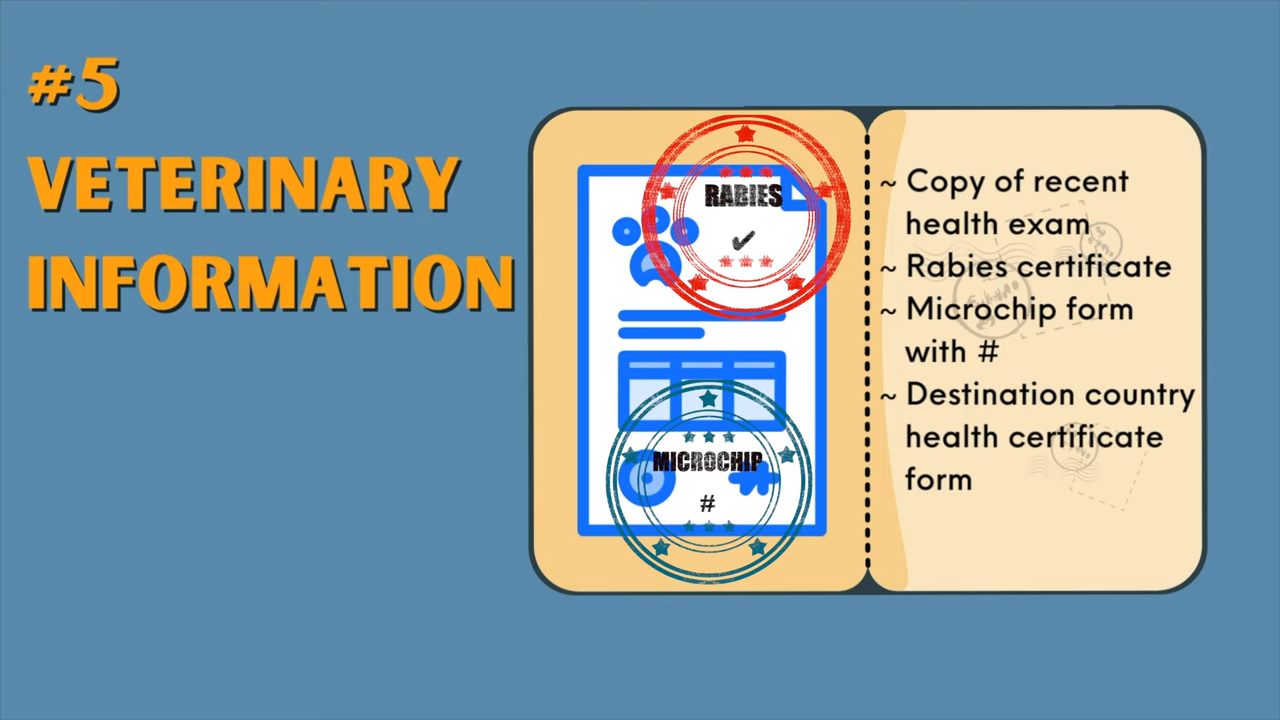 #5
VETERINARY
INFORMATION
RABIES
✓
MICROCHIP
#
~ Copy of recent
health exam
~ Rabies certificate
~ Microchip form
with #
~ Destination country
health certificate
form